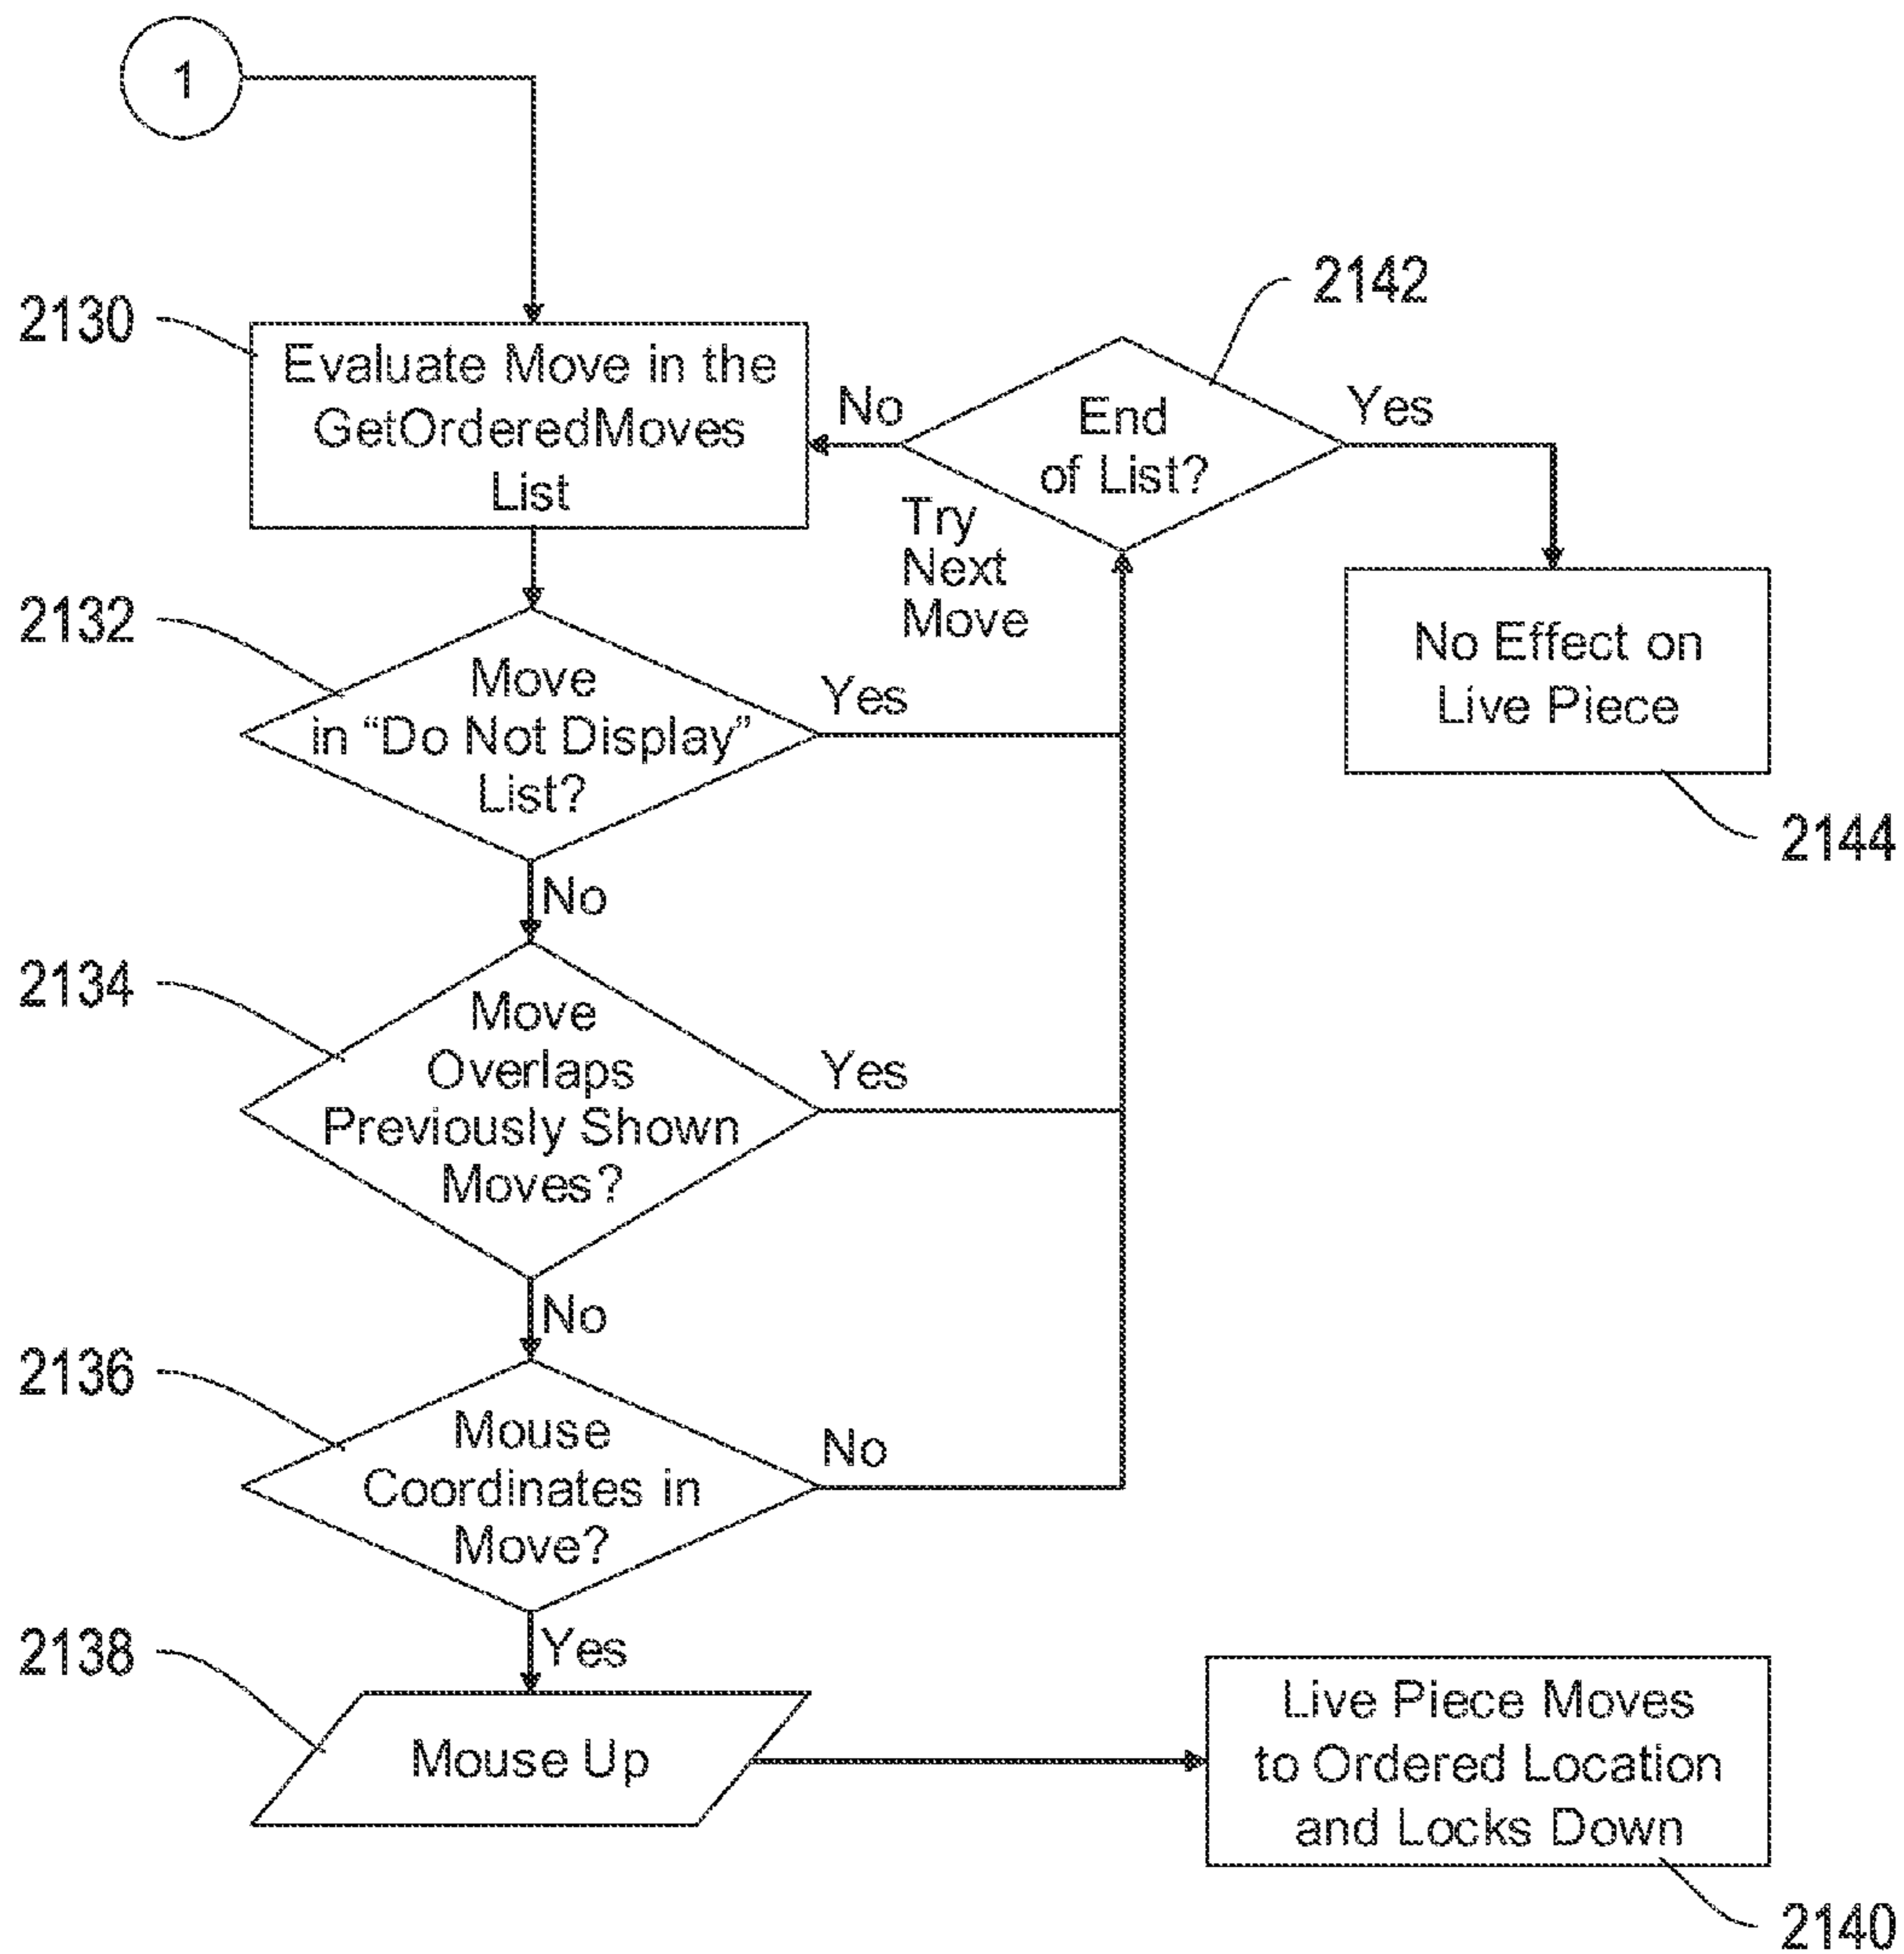 1
2130
Evaluate Move in the
GetOrderedMoves
List
2142
End
of List?
No
Yes
Try
Next
Move
No Effect on
Live Piece
2144
2132
Move
in “Do Not Display”
List?
Yes
No
2134
Move
Overlaps
Previously Shown
Moves?
Yes
No
2136
Mouse
Coordinates in
Move?
No
Yes
2138
Mouse Up
Live Piece Moves
to Ordered Location
and Locks Down
2140